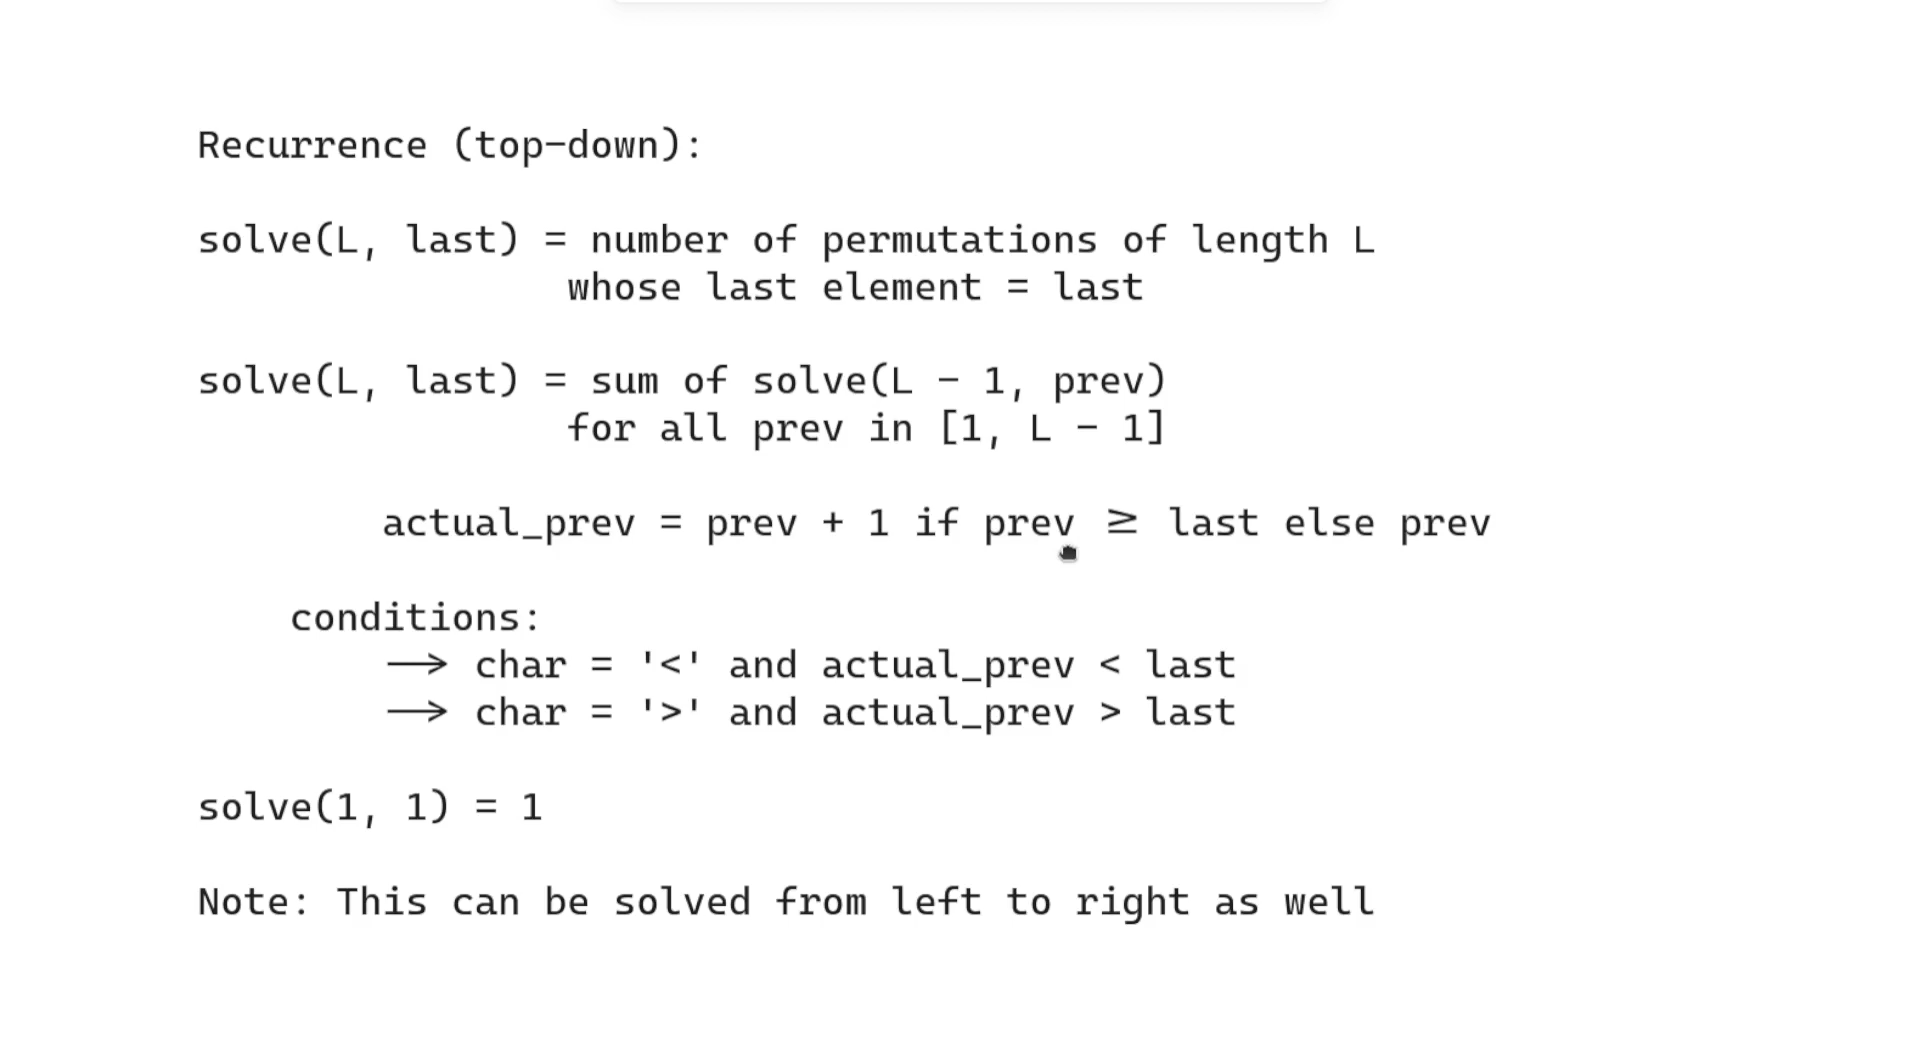 Recurrence (top-down):
solve(L, last) = number of permutations of length L
whose last element = last
solve(L, last) = sum of solve(L - 1, prev)
for all prev in [1, L - 1]
actual_prev = prev + 1 if prev ≥ last else prev
conditions:
⟶ char = '<' and actual_prev < last
⟶ char = '>' and actual_prev > last
solve(1, 1) = 1
Note: This can be solved from left to right as well